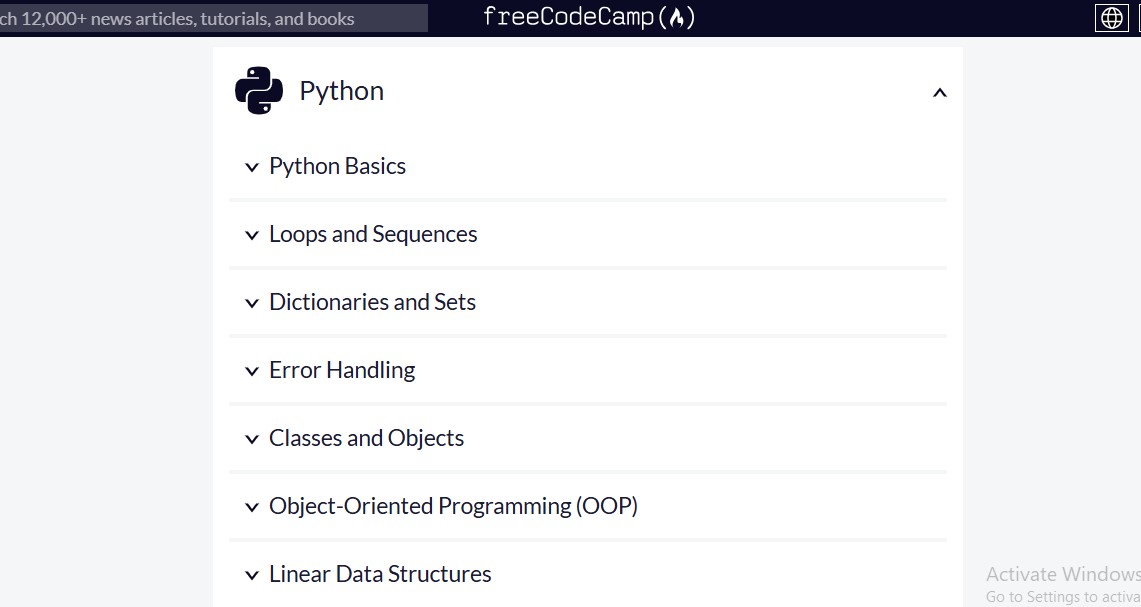 ch 12,000+ news articles, tutorials, and books
freeCodeCamp
Python
Python Basics
Loops and Sequences
Dictionaries and Sets
Error Handling
Classes and Objects
Object-Oriented Programming (OOP)
Linear Data Structures
Activate Windows
Go to Settings to activa